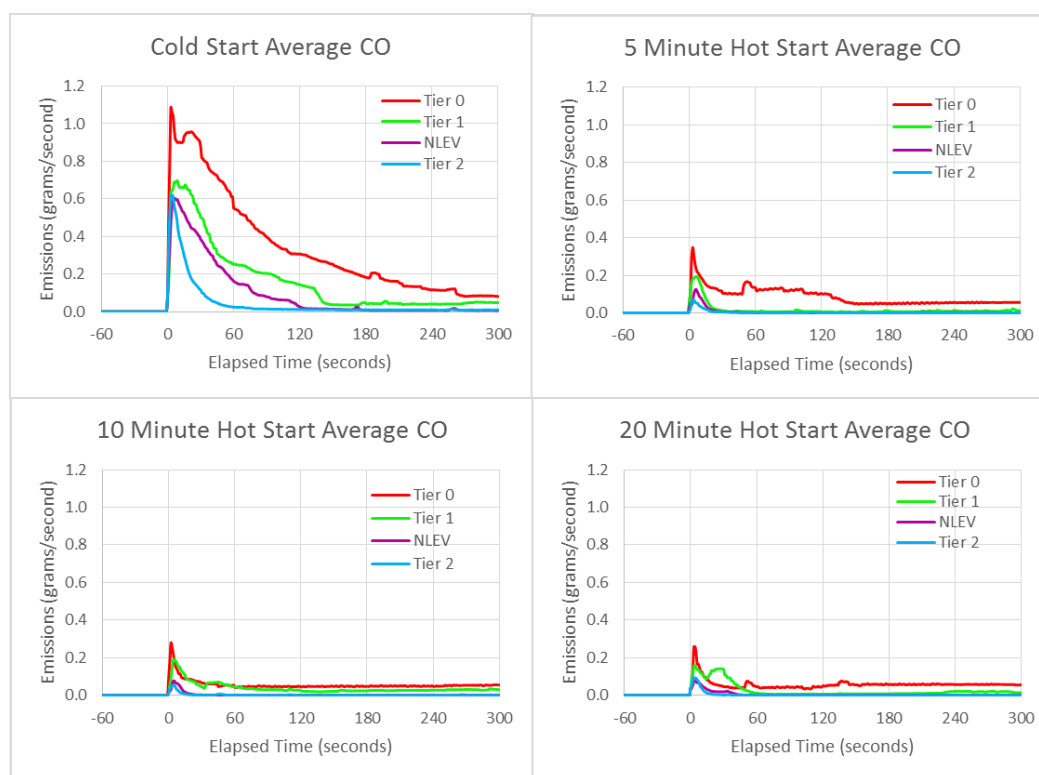 Cold Start Average CO
Emissions (grams/second)
1.2
1.0
0.8
0.6
0.4
0.2
0.0
-60 0 60 120 180 240 300
Elapsed Time (seconds)
Tier 0
Tier 1
NLEV
Tier 2
5 Minute Hot Start Average CO
Emissions (grams/second)
1.2
1.0
0.8
0.6
0.4
0.2
0.0
-60 0 60 120 180 240 300
Elapsed Time (seconds)
Tier 0
Tier 1
NLEV
Tier 2
10 Minute Hot Start Average CO
Emissions (grams/second)
1.2
1.0
0.8
0.6
0.4
0.2
0.0
-60 0 60 120 180 240 300
Elapsed Time (seconds)
Tier 0
Tier 1
NLEV
Tier 2
20 Minute Hot Start Average CO
Emissions (grams/second)
1.2
1.0
0.8
0.6
0.4
0.2
0.0
-60 0 60 120 180 240 300
Elapsed Time (seconds)
Tier 0
Tier 1
NLEV
Tier 2